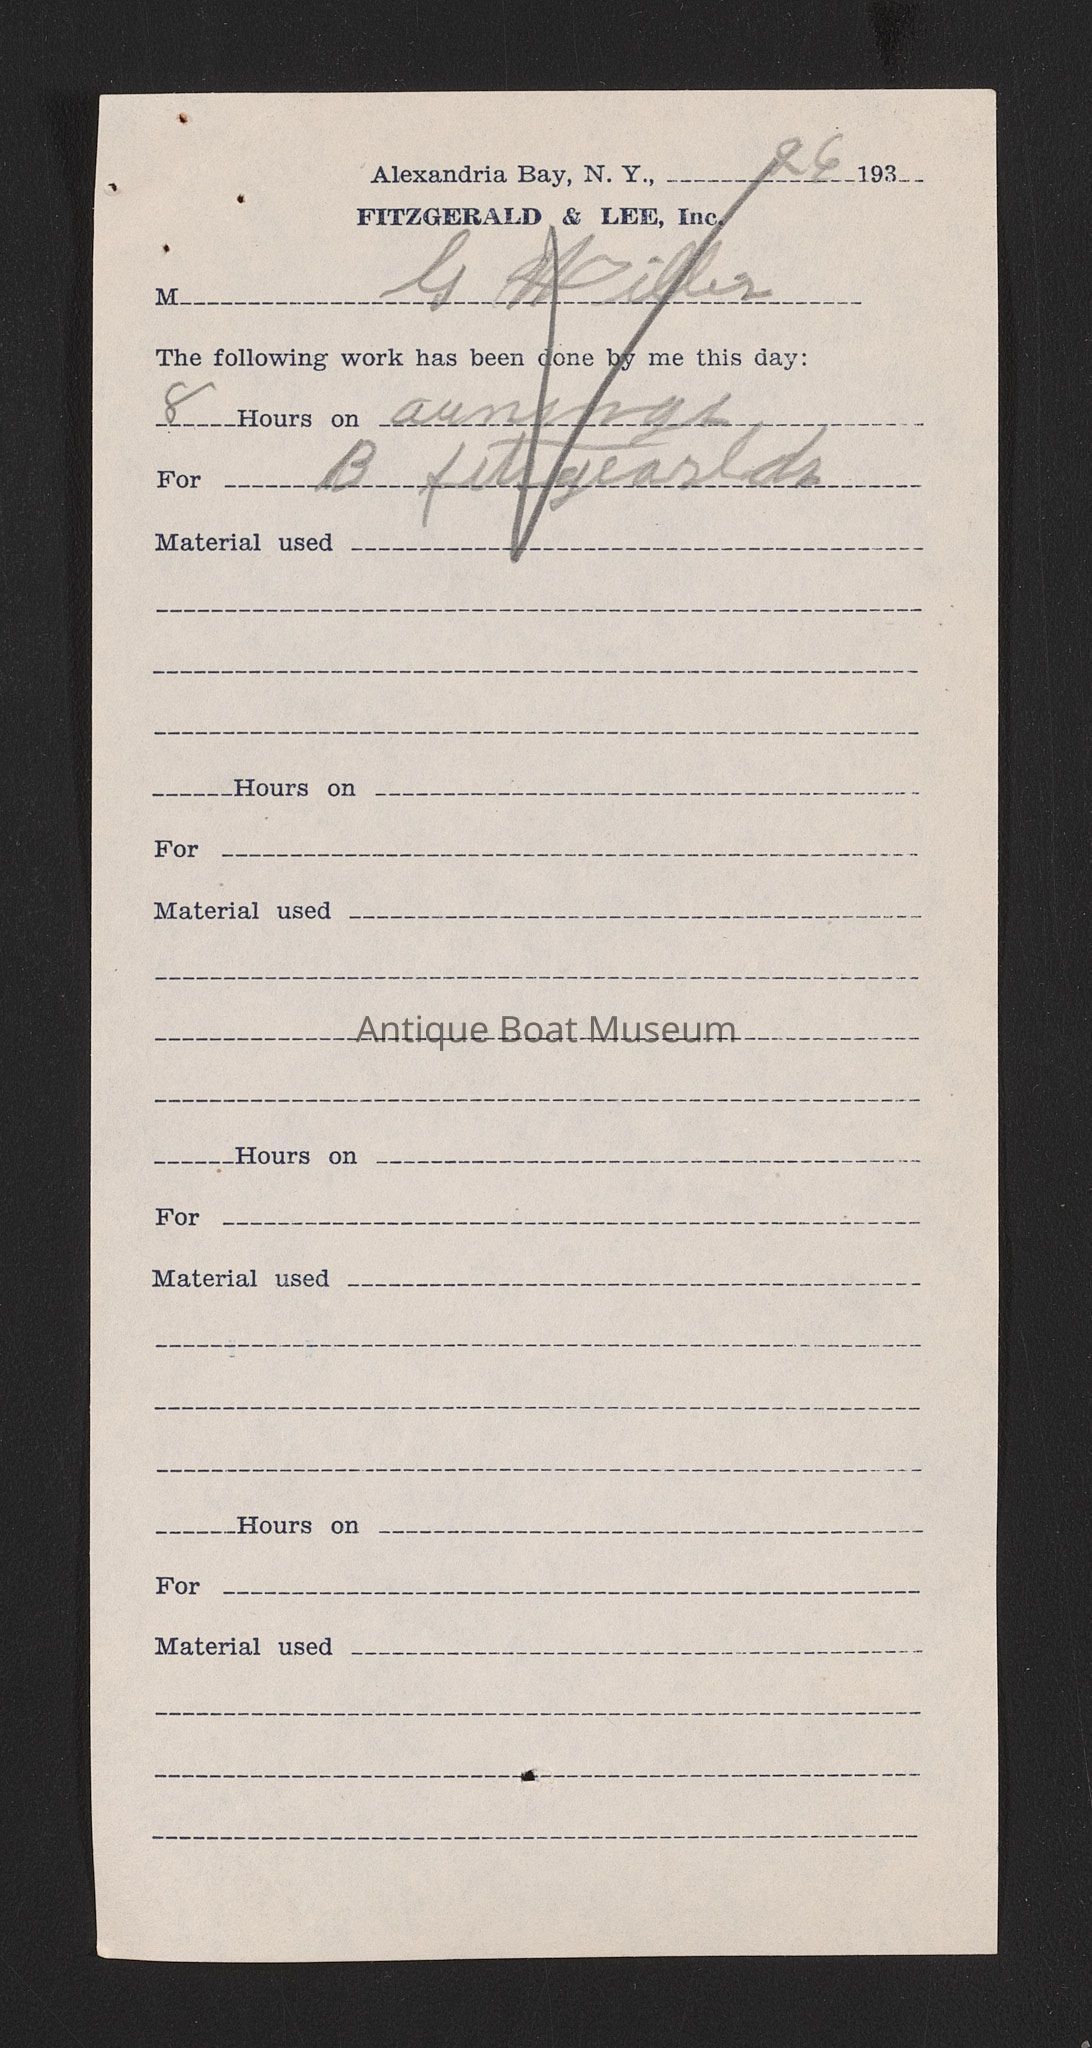 Alexandria Bay, N. Y., 26 193
FITZGERALD & LEE, Inc.
M G Miller
The following work has been done by me this day:
8 Hours on aunings
For B fitzgearlds
Material used
Hours on
For
Material used
Antique Boat Museum
Hours on
For
Material used
Hours on
For
Material used